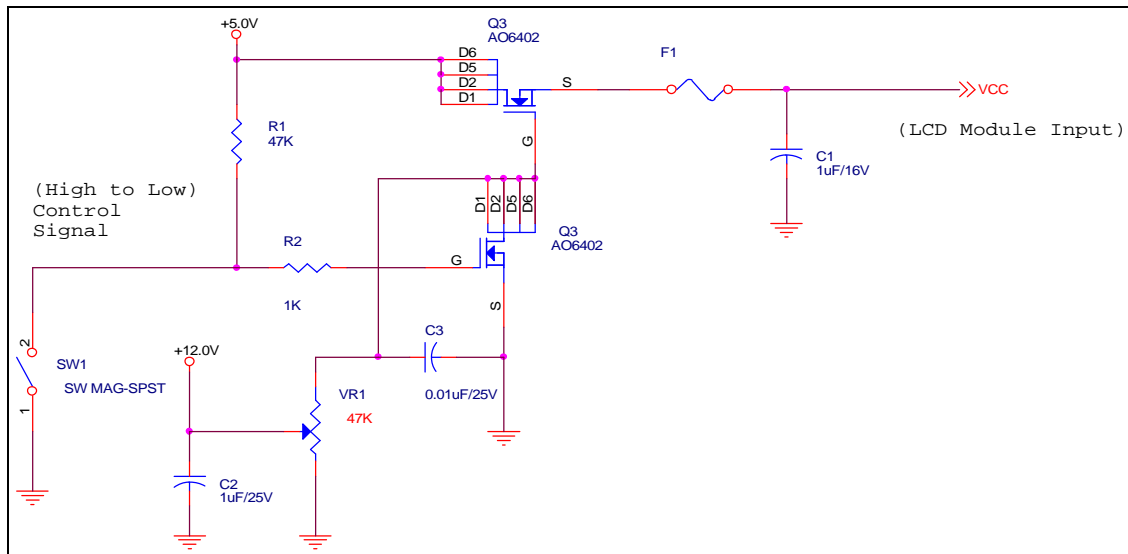 +5.0V
Q3
AO6402
D6
D5
D2
D1
S
F1
VCC
(LCD Module Input)
G
R1
47K
C1
1uF/16V
(High to Low)
Control
Signal
D1
D2
D5
D6
Q3
AO6402
R2
1K
G
S
C3
0.01uF/25V
+12.0V
2
SW1
SW MAG-SPST
1
VR1
47K
C2
1uF/25V